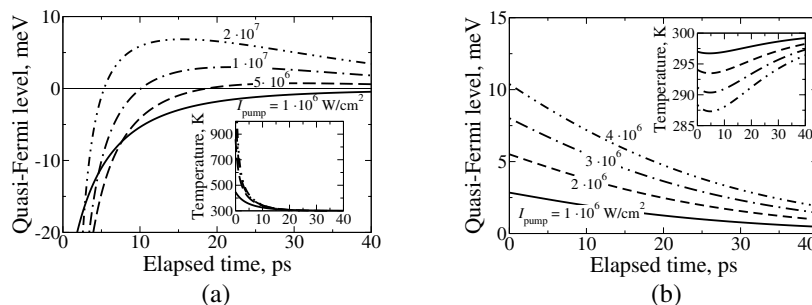 Quasi-Fermi level, meV
10
0
-10
-20
0
10
20
30
40
Elapsed time, ps
2 · 10^7
1 · 10^7
5 · 10^6
I_pump = 1 · 10^6 W/cm^2
Temperature, K
900
700
500
300
0
10
20
30
40
(a)
Quasi-Fermi level, meV
15
10
5
0
0
10
20
30
40
Elapsed time, ps
4 · 10^6
3 · 10^6
2 · 10^6
I_pump = 1 · 10^6 W/cm^2
Temperature, K
300
295
290
285
0
10
20
30
40
(b)